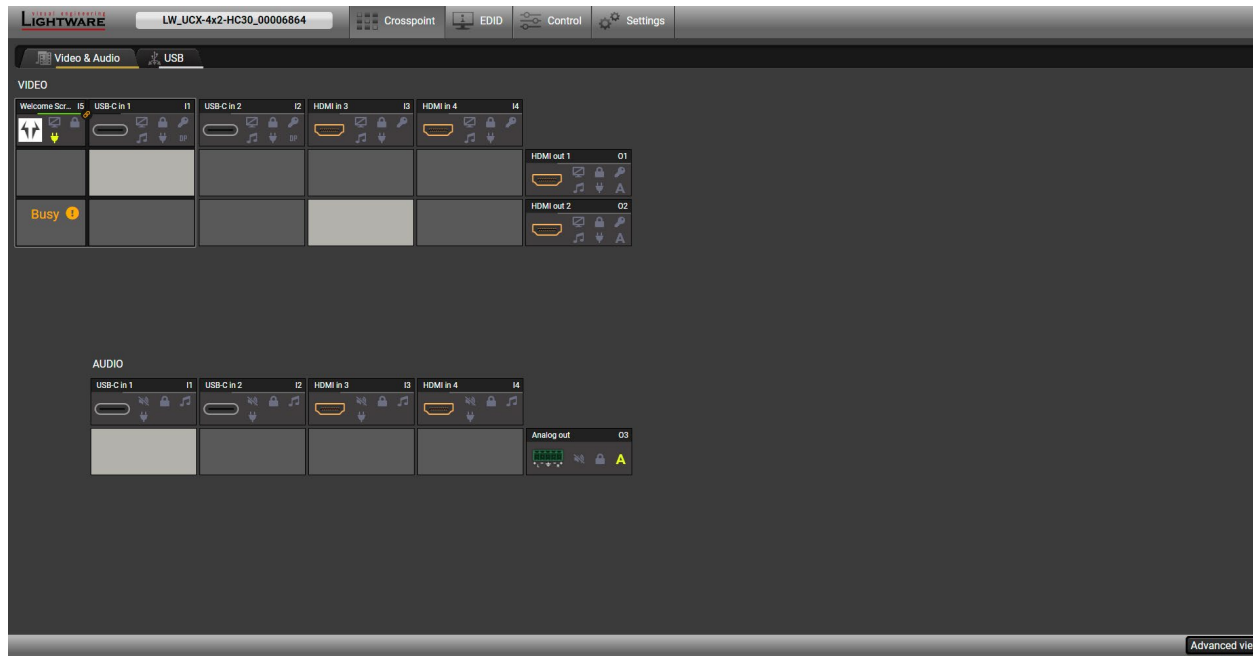 visual engineering
LIGHTWARE
LW_UCX-4x2-HC30_00006864
Crosspoint
EDID
Control
Settings
Video & Audio
USB
VIDEO
Welcome Scr... I5
USB-C in 1 I1
USB-C in 2 I2
HDMI in 3 I3
HDMI in 4 I4
DP
DP
HDMI out 1 O1
A
Busy
HDMI out 2 O2
A
AUDIO
USB-C in 1 I1
USB-C in 2 I2
HDMI in 3 I3
HDMI in 4 I4
Analog out O3
A
Advanced vie